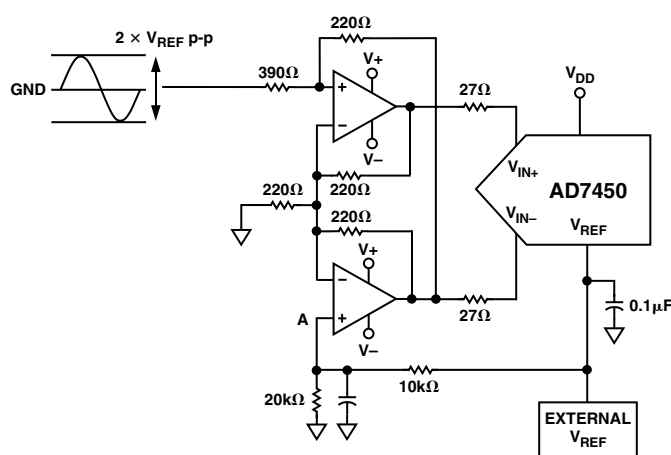 2 × VREF p-p
GND
390Ω
220Ω
V+
+
–
V–
27Ω
VDD
VIN+
AD7450
VIN–
VREF
220Ω
220Ω
220Ω
V+
–
A
+
V–
27Ω
0.1µF
20kΩ
10kΩ
EXTERNAL
VREF